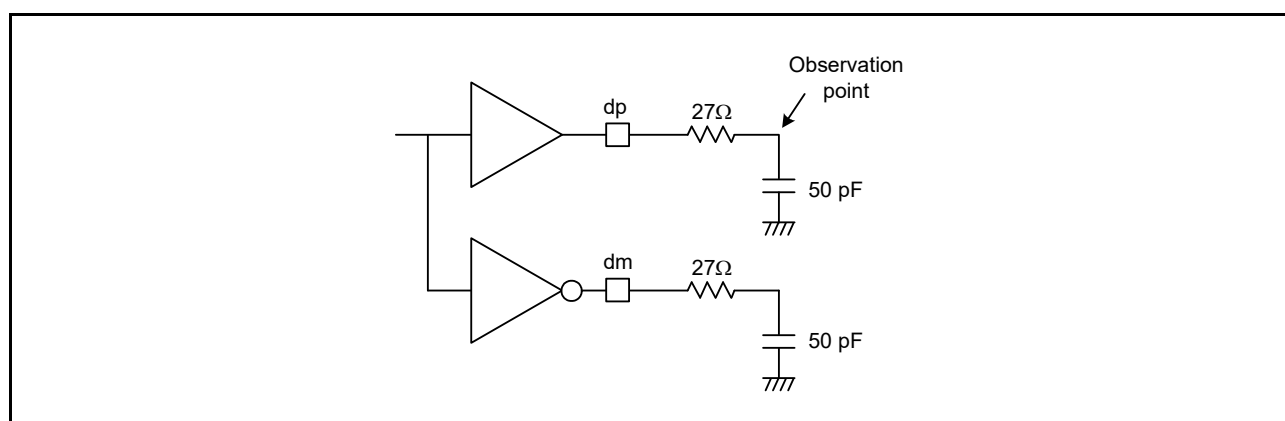 Observation
point
dp
27Ω
50 pF
dm
27Ω
50 pF